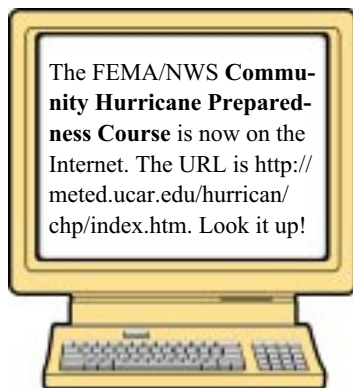 The FEMA/NWS Commu-
nity Hurricane Prepared-
ness Course is now on the
Internet. The URL is http://
meted.ucar.edu/hurrican/
chp/index.htm. Look it up!